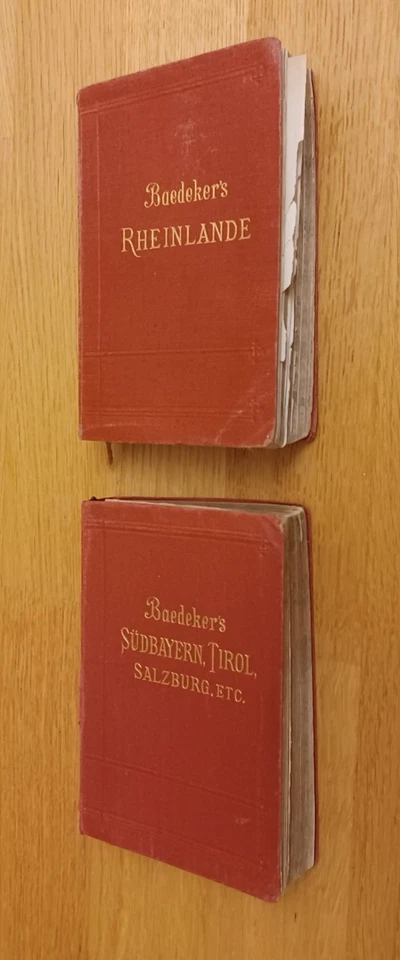 Baedeker's
RHEINLANDE
Baedeker's
SÜDBAYERN, TIROL,
SALZBURG, ETC.